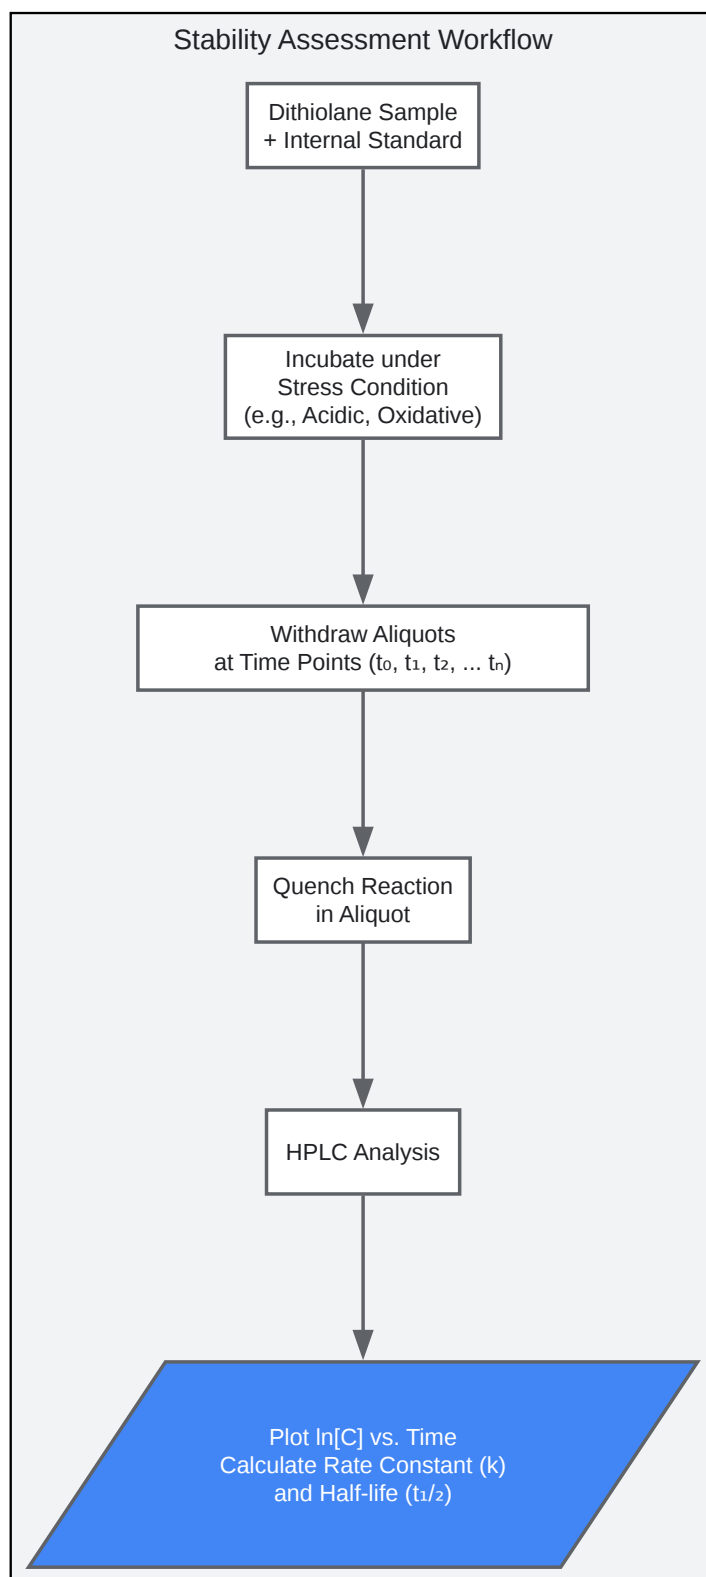 Stability Assessment Workflow
Dithiolane Sample
+ Internal Standard
Incubate under
Stress Condition
(e.g., Acidic, Oxidative)
Withdraw Aliquots
at Time Points (t₀, t₁, t₂, ... tₙ)
Quench Reaction
in Aliquot
HPLC Analysis
Plot ln[C] vs. Time
Calculate Rate Constant (k)
and Half-life (t₁/₂)